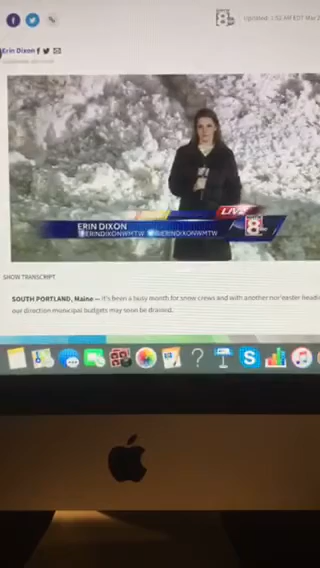 8
Updated: 1:02 AM EDT Mar 2
Erin Dixon
LIVE
ERIN DIXON
ERINDIXONWMTW ERINDIXONWMTW
8
SHOW TRANSCRIPT
SOUTH PORTLAND, Maine — It's been a busy month for snow crews and with another nor'easter headi
our direction municipal budgets may soon be drained.